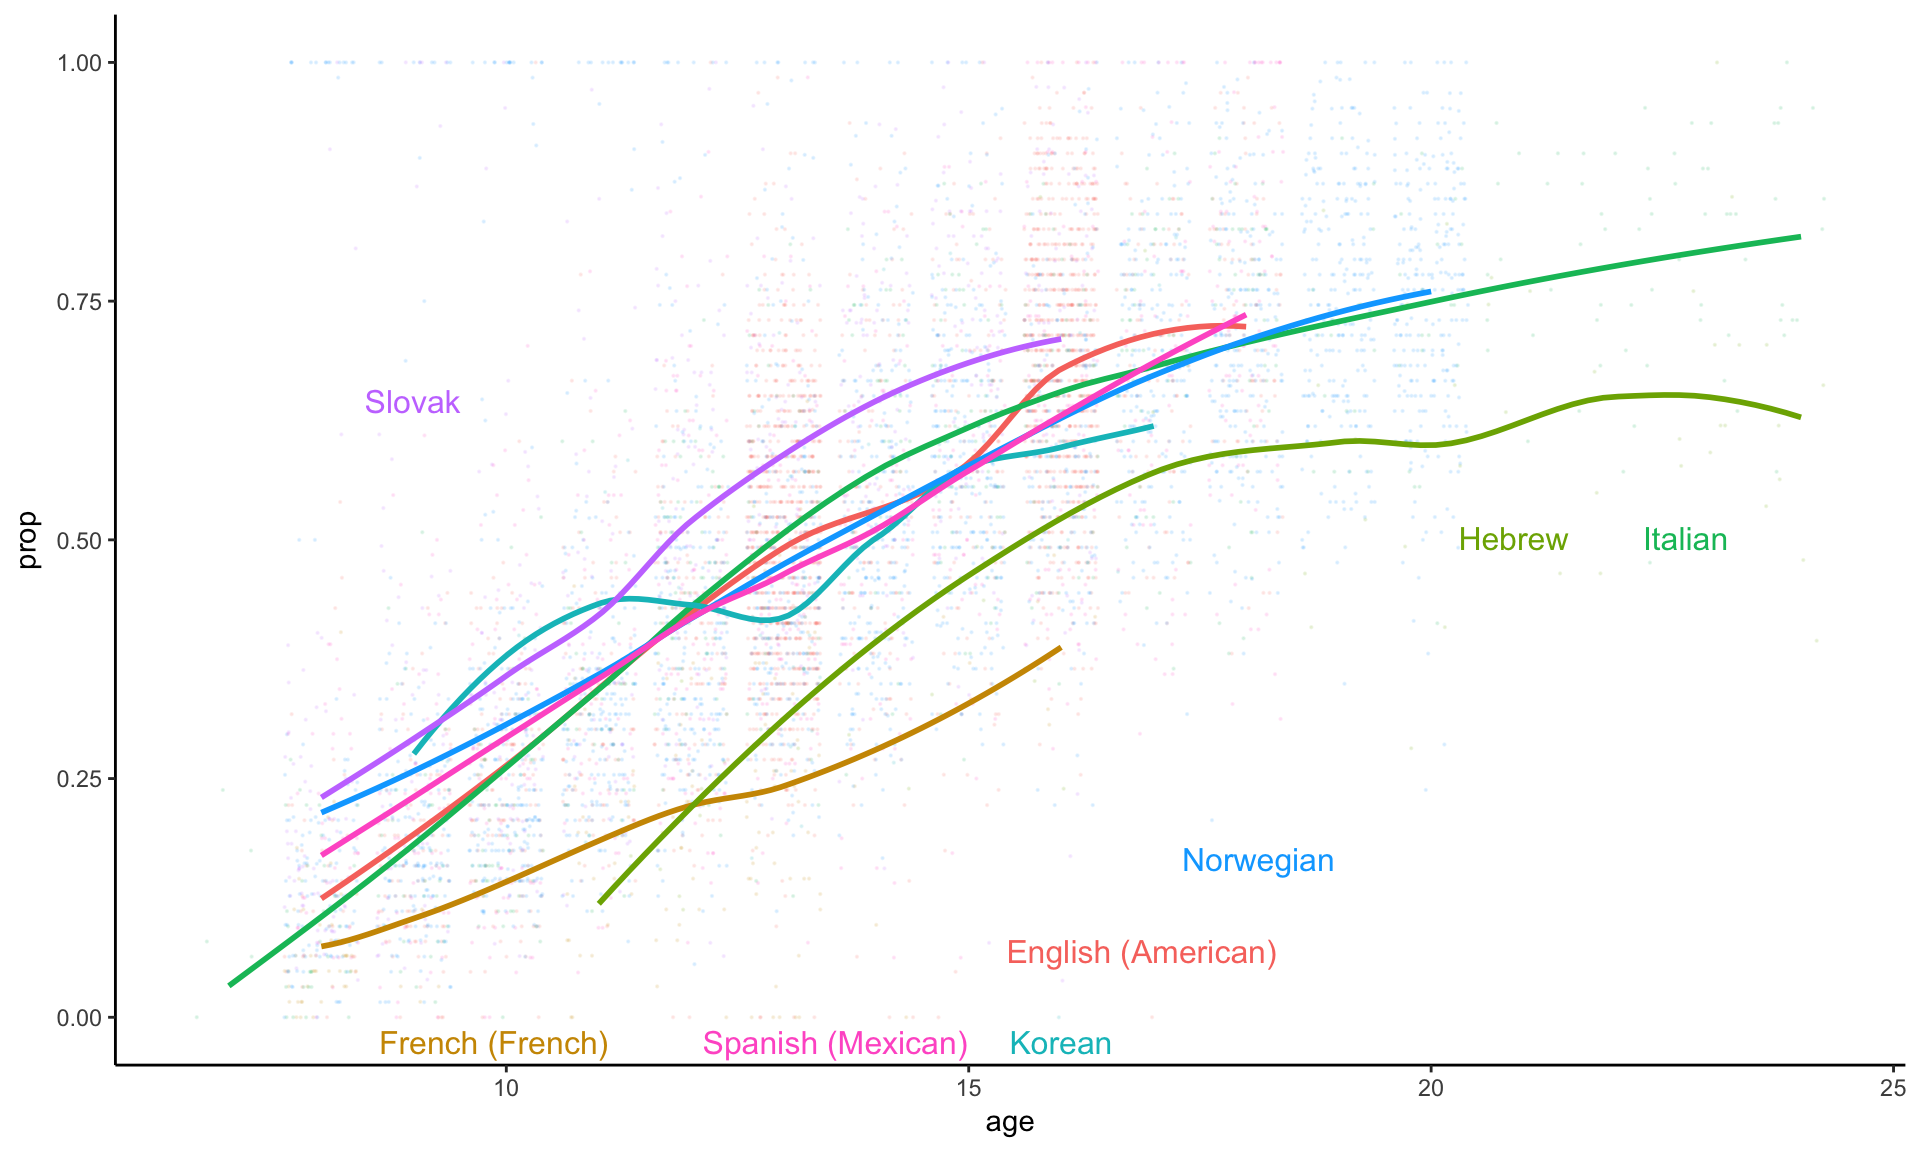 1.00
0.75
Slovak
prop
0.50
Hebrew
Italian
0.25
Norwegian
English (American)
0.00
French (French)
Spanish (Mexican)
Korean
10
15
20
25
age